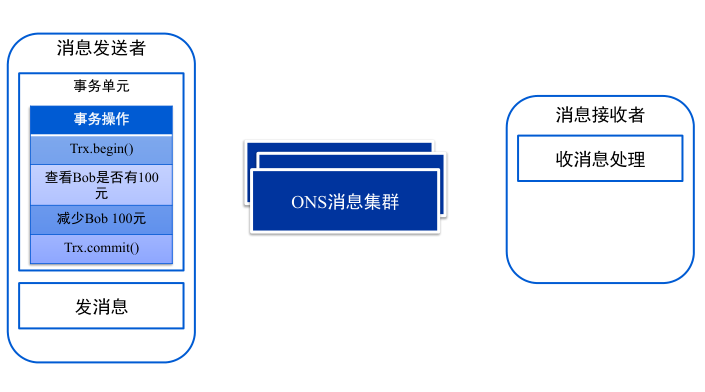 消息发送者
事务单元
事务操作
Trx.begin()
查看Bob是否有100
元
减少Bob 100元
Trx.commit()
发消息
ONS消息集群
消息接收者
收消息处理